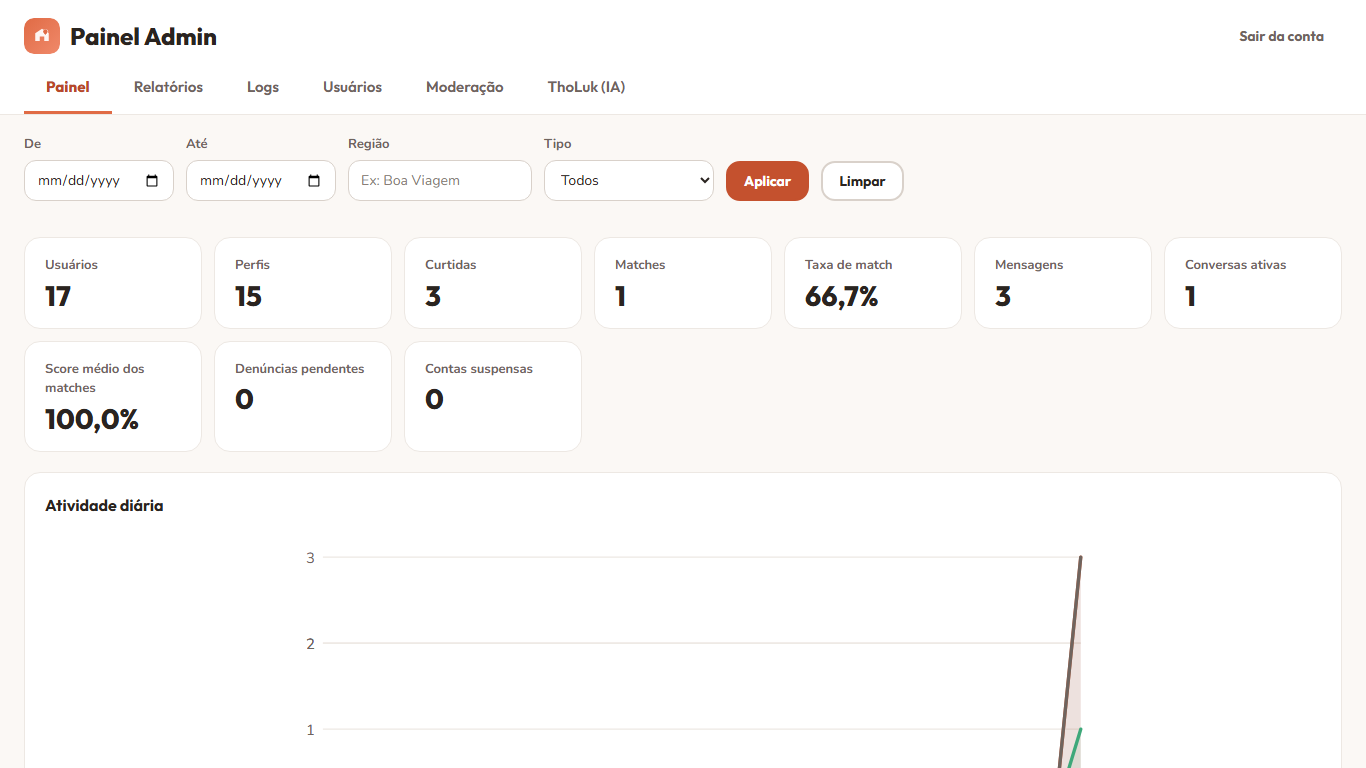 Painel Admin
Sair da conta
Painel Relatórios Logs Usuários Moderação ThoLuk (IA)
De Até Região Tipo
mm/dd/yyyy mm/dd/yyyy Ex: Boa Viagem Todos Aplicar Limpar
Usuários Perfis Curtidas Matches Taxa de match Mensagens Conversas ativas
17 15 3 1 66,7% 3 1
Score médio dos
matches
100,0%
Denúncias pendentes
0
Contas suspensas
0
Atividade diária
3
2
1